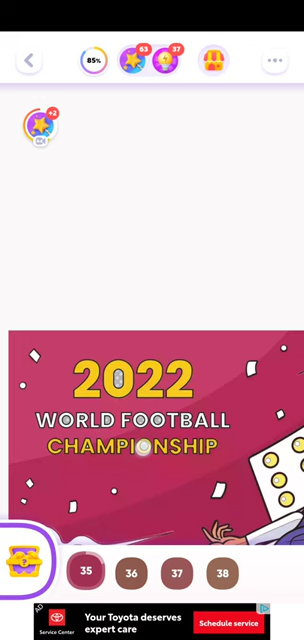 85%
63
37
+2
2022
WORLD FOOTBALL
CHAMPIONSHIP
?
35
36
37
38
AD
TOYOTA
Service Center
Your Toyota deserves
expert care
Schedule service